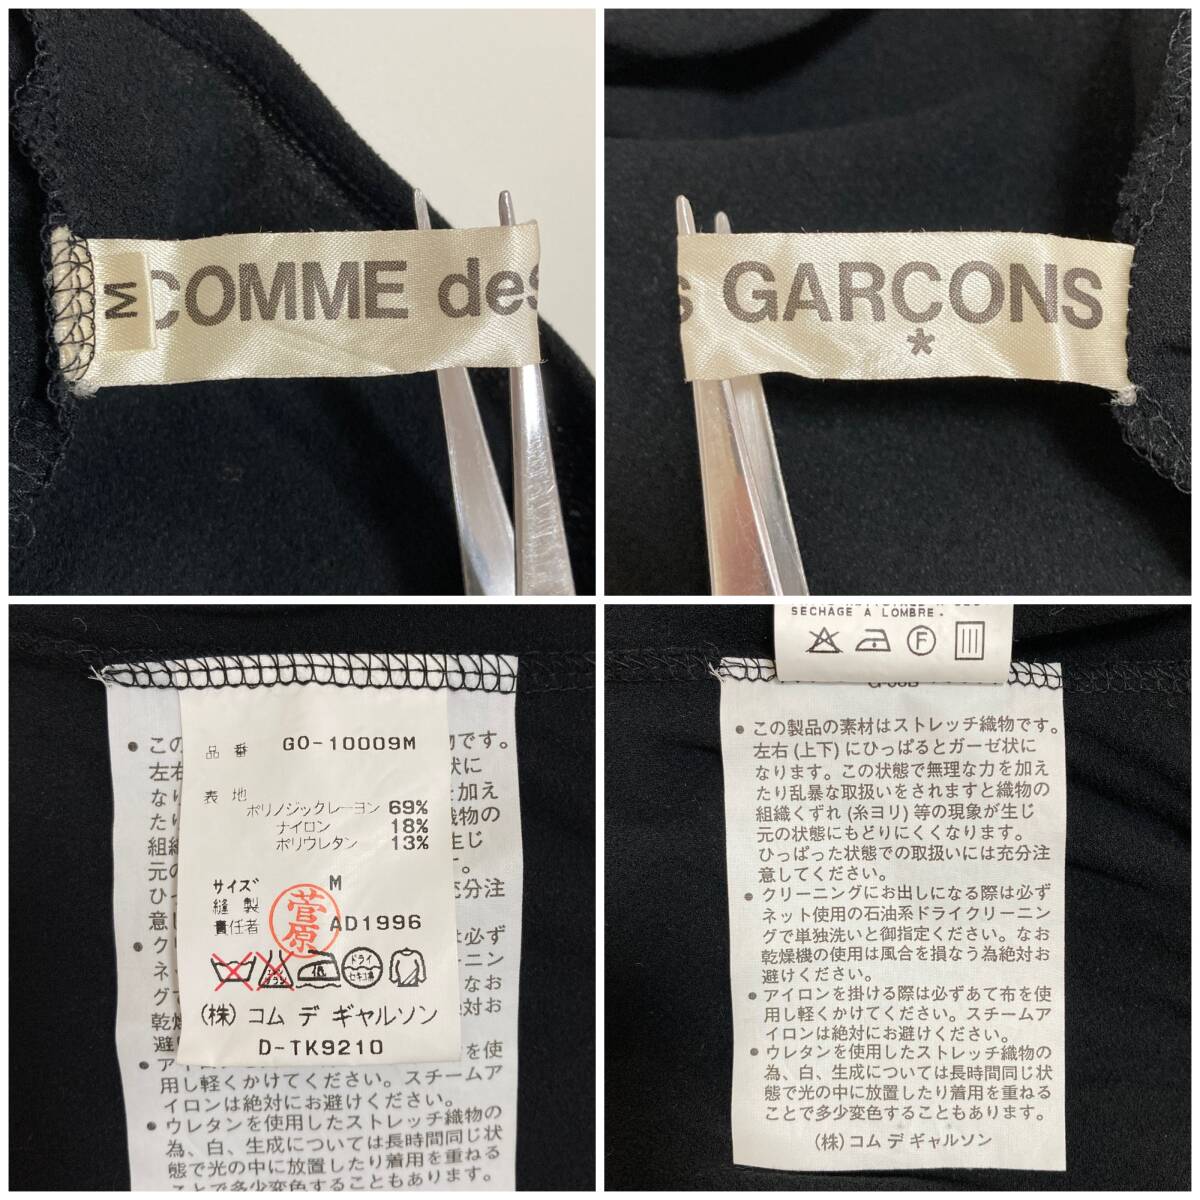 M
COMME des
s GARCONS
*
品番 GO-10009M
表地
ポリノジックレーヨン 69%
ナイロン 18%
ポリウレタン 13%
サイズ M
縫製
責任者 菅原 AD1996
ドライ
セキユ系
(株) コム デ ギャルソン
D-TK9210
を使
用し軽くかけてください。スチームア
イロンは絶対にお避けください。
● ウレタンを使用したストレッチ織物の
為、白、生成については長時間同じ状
態で光の中に放置したり着用を重ねる
ことで多少変色することもあります。
SECHAGE À L'OMBRE.
F
● この製品の素材はストレッチ織物です。
左右(上下)にひっぱるとガーゼ状に
なります。この状態で無理な力を加え
たり乱暴な取扱いをされますと織物の
組織くずれ(糸ヨリ)等の現象が生じ
元の状態にもどりにくくなります。
ひっぱった状態での取扱いには充分注
意してください。
● クリーニングにお出しになる際は必ず
ネット使用の石油系ドライクリーニン
グで単独洗いと御指定ください。なお
乾燥機の使用は風合を損なう為絶対お
避けください。
● アイロンを掛ける際は必ずあて布を使
用し軽くかけてください。スチームア
イロンは絶対にお避けください。
● ウレタンを使用したストレッチ織物の
為、白、生成については長時間同じ状
態で光の中に放置したり着用を重ねる
ことで多少変色することもあります。
(株) コム デ ギャルソン